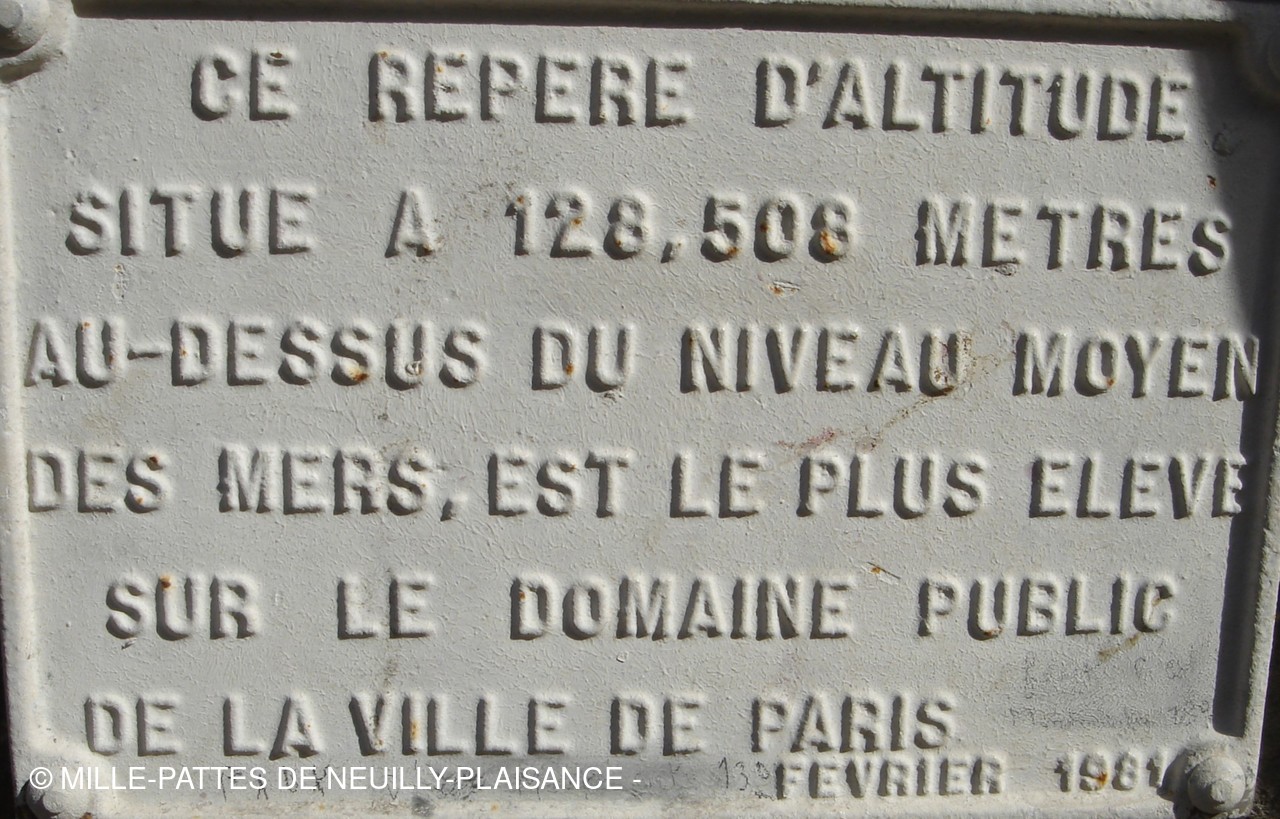 CE REPERE D'ALTITUDE
SITUE A 128,508 METRES
AU-DESSUS DU NIVEAU MOYEN
DES MERS, EST LE PLUS ELEVE
SUR LE DOMAINE PUBLIC
DE LA VILLE DE PARIS
FEVRIER 1981
© MILLE-PATTES DE NEUILLY-PLAISANCE -